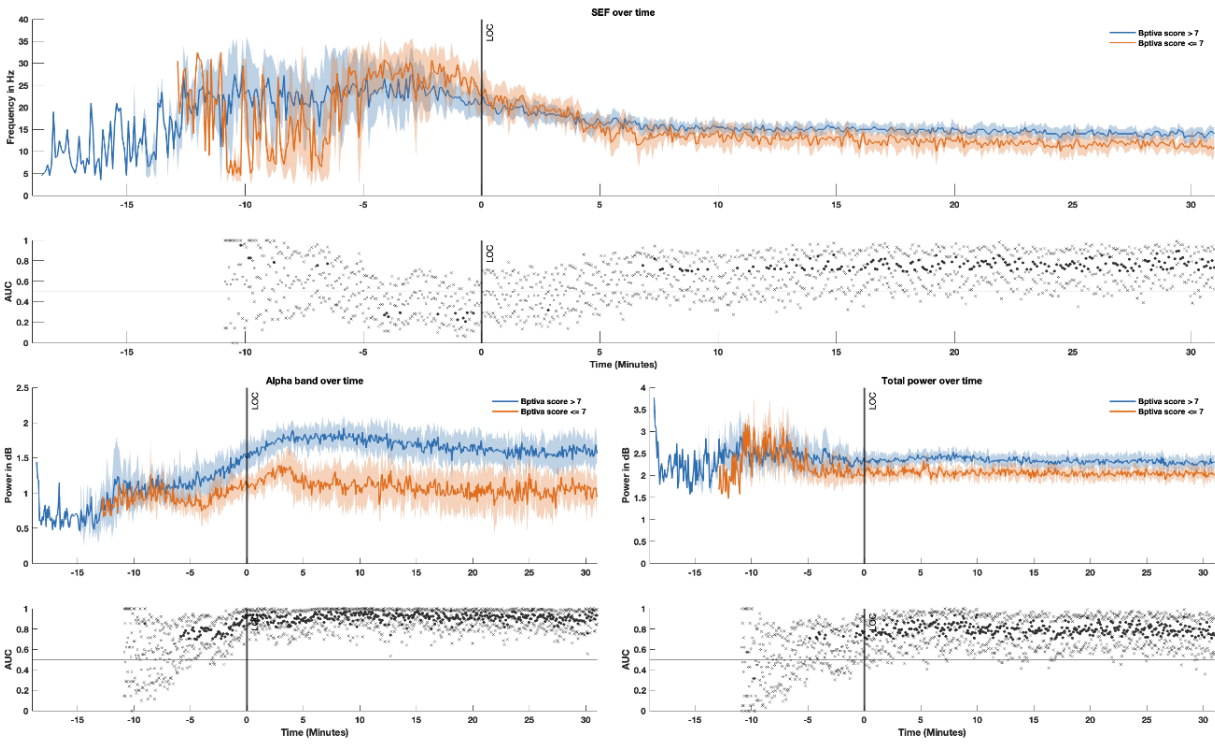 SEF over time
40
35
30
25
20
15
10
5
0
Frequency in Hz
LOC
Bptiva score > 7
Bptiva score <= 7
-15 -10 -5 0 5 10 15 20 25 30
1
0.8
0.6
0.4
0.2
0
AUC
LOC
-15 -10 -5 0 5 10 15 20 25 30
Time (Minutes)
Alpha band over time
2.5
2
1.5
1
0.5
0
Power in dB
LOC
Bptiva score > 7
Bptiva score <= 7
-15 -10 -5 0 5 10 15 20 25 30
1
0.8
0.6
0.4
0.2
0
AUC
LOC
-15 -10 -5 0 5 10 15 20 25 30
Time (Minutes)
Total power over time
4
3.5
3
2.5
2
1.5
1
0.5
0
Power in dB
LOC
Bptiva score > 7
Bptiva score <= 7
-15 -10 -5 0 5 10 15 20 25 30
1
0.8
0.6
0.4
0.2
0
AUC
LOC
-15 -10 -5 0 5 10 15 20 25 30
Time (Minutes)